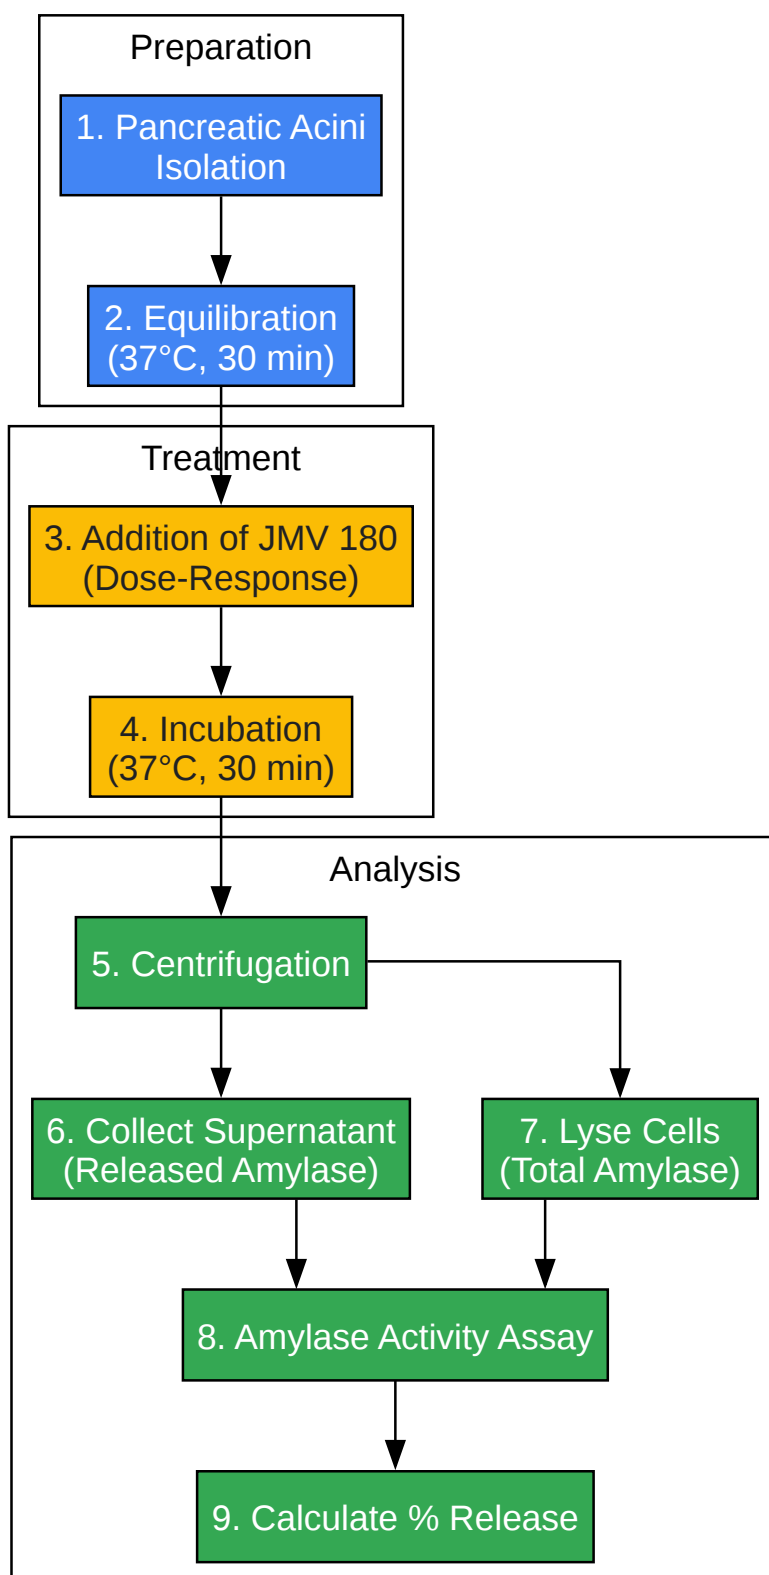 Preparation
1. Pancreatic Acini
Isolation
2. Equilibration
(37°C, 30 min)
Treatment
3. Addition of JMV 180
(Dose-Response)
4. Incubation
(37°C, 30 min)
Analysis
5. Centrifugation
6. Collect Supernatant
(Released Amylase)
7. Lyse Cells
(Total Amylase)
8. Amylase Activity Assay
9. Calculate % Release